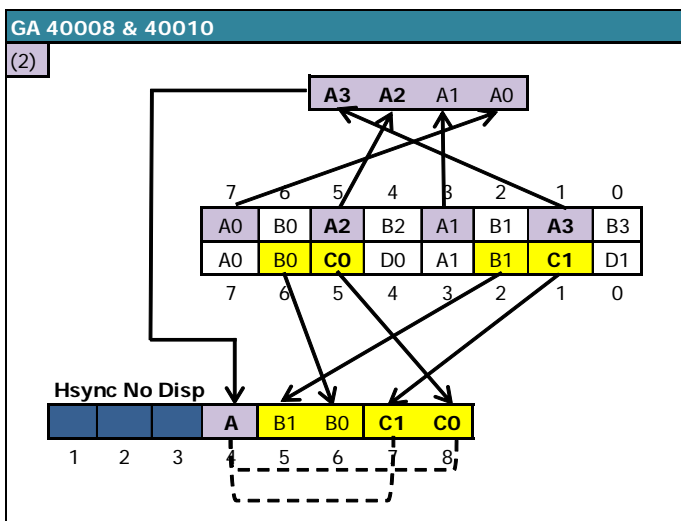 GA 40008 & 40010
(2)
A3 A2 A1 A0
7 6 5 4 3 2 1 0
A0 B0 A2 B2 A1 B1 A3 B3
A0 B0 C0 D0 A1 B1 C1 D1
7 6 5 4 3 2 1 0
Hsync No Disp
A B1 B0 C1 C0
1 2 3 4 5 6 7 8